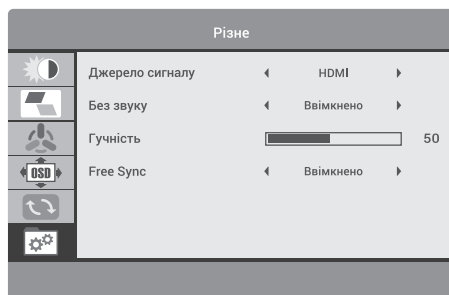 Різне
Джерело сигналу HDMI
Без звуку Ввімкнено
Гучність 50
OSD Free Sync Ввімкнено